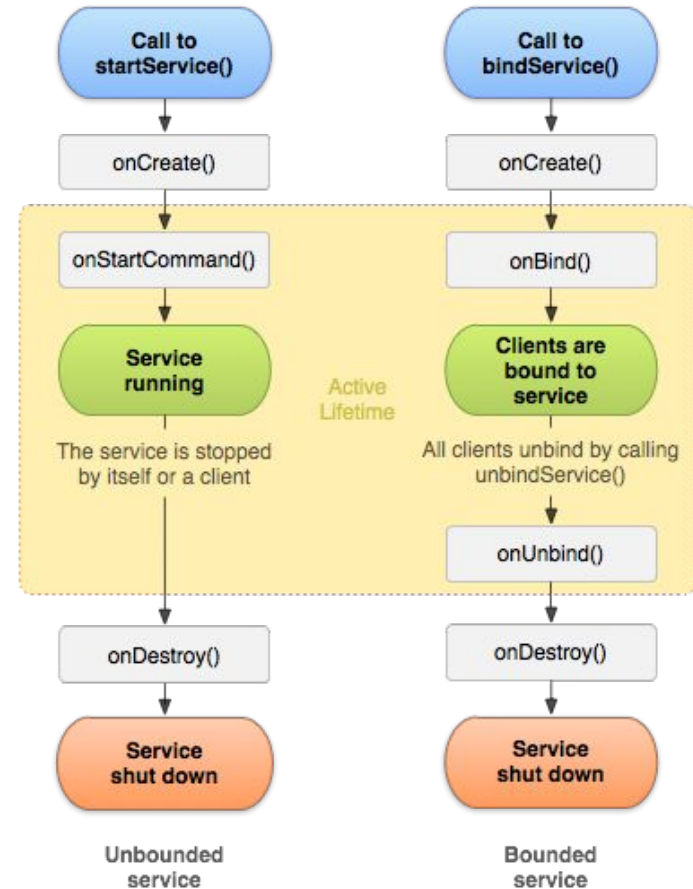 Call to
startService()
onCreate()
onStartCommand()
Service
running
The service is stopped
by itself or a client
onDestroy()
Service
shut down
Unbounded
service
Active
Lifetime
Call to
bindService()
onCreate()
onBind()
Clients are
bound to
service
All clients unbind by calling
unbindService()
onUnbind()
onDestroy()
Service
shut down
Bounded
service